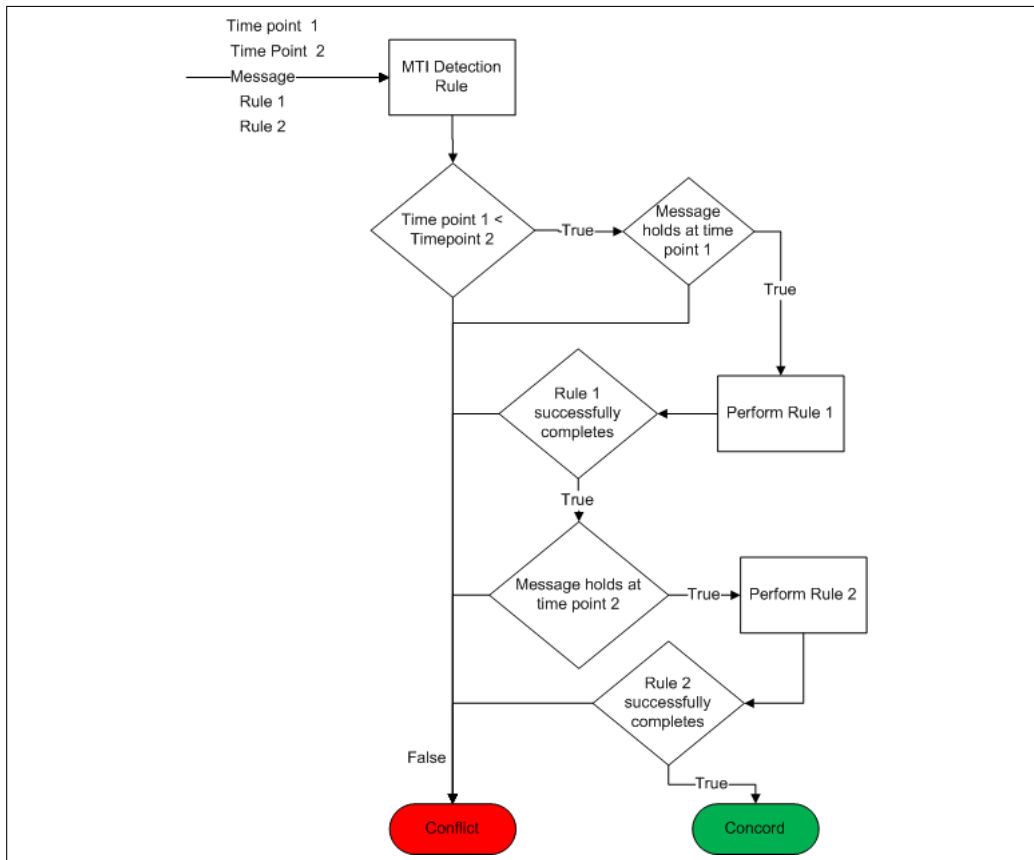 Time point 1
Time Point 2
Message
Rule 1
Rule 2
MTI Detection
Rule
Time point 1 <
Timepoint 2
True
Message
holds at time
point 1
True
Perform Rule 1
Rule 1
successfully
completes
True
Message holds at
time point 2
True
Perform Rule 2
Rule 2
successfully
completes
False
True
Conflict
Concord